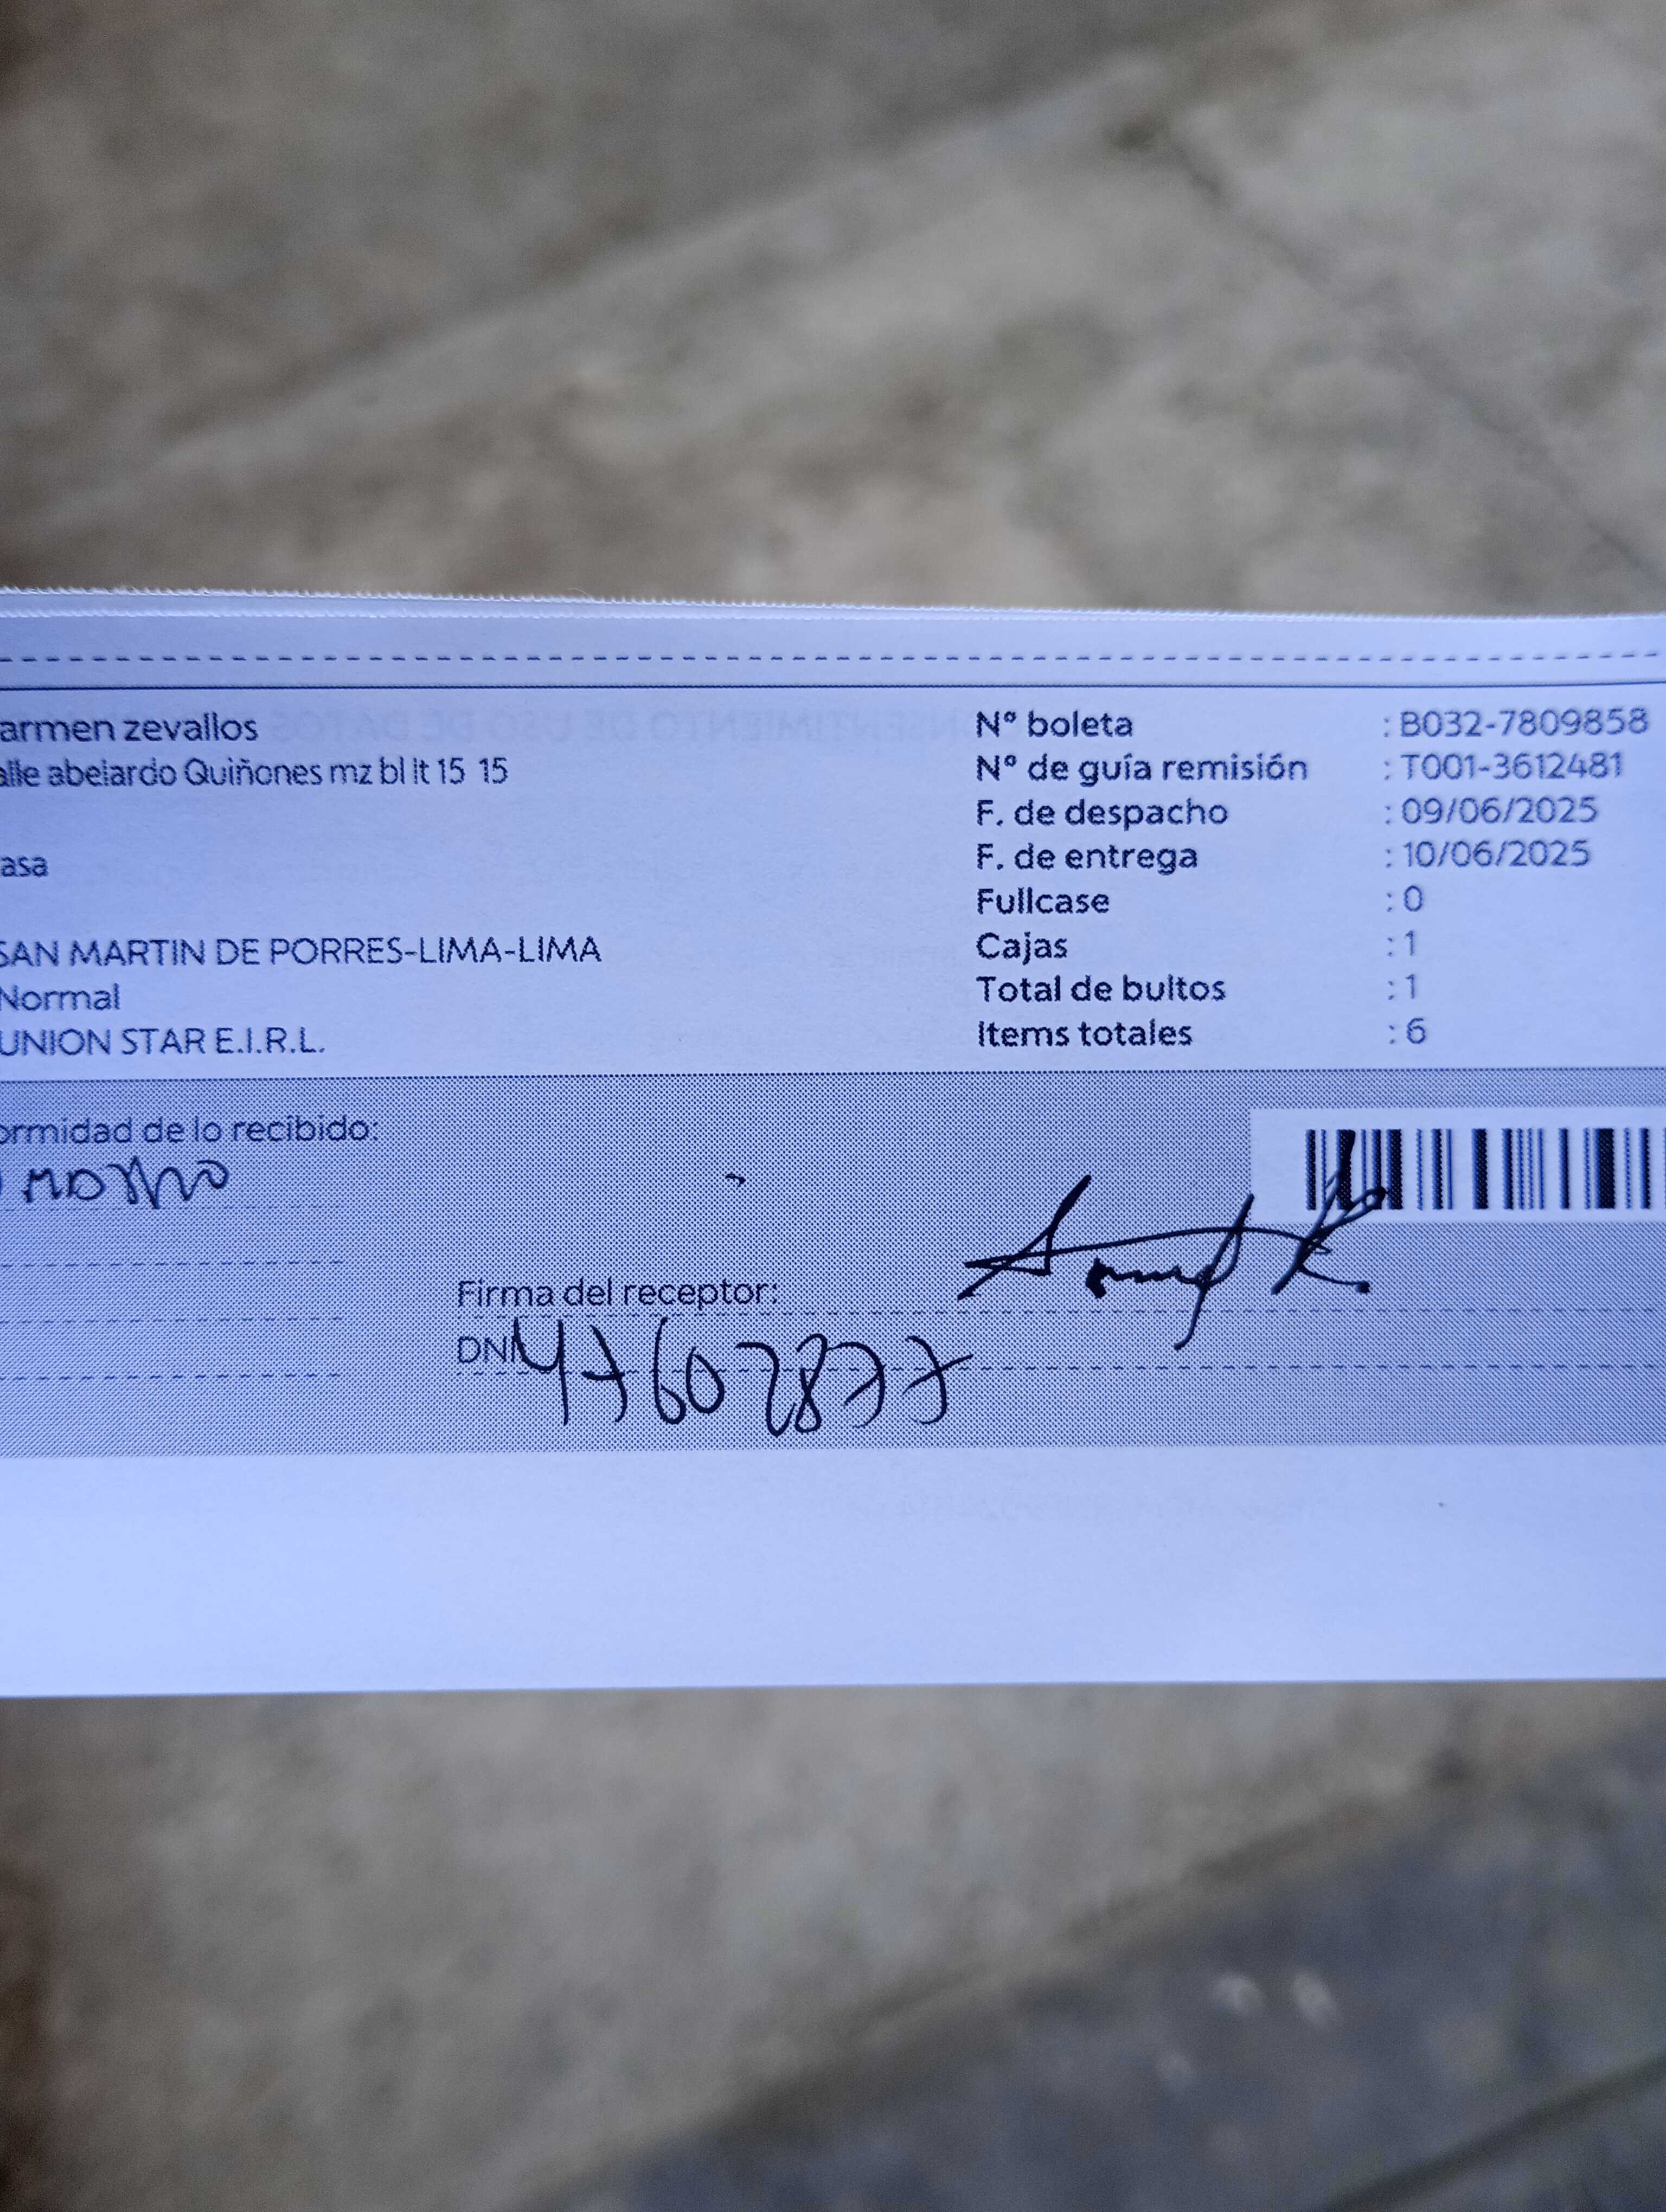 armen zevallos
alle abelardo Quiñones mz bl lt 15 15
asa
SAN MARTIN DE PORRES-LIMA-LIMA
Normal
UNION STAR E.I.R.L.
N° boleta : B032-7809858
N° de guía remisión : T001-3612481
F. de despacho : 09/06/2025
F. de entrega : 10/06/2025
Fullcase : 0
Cajas : 1
Total de bultos : 1
Items totales : 6
ormidad de lo recibido:
Firma del receptor:
DNI 47602877